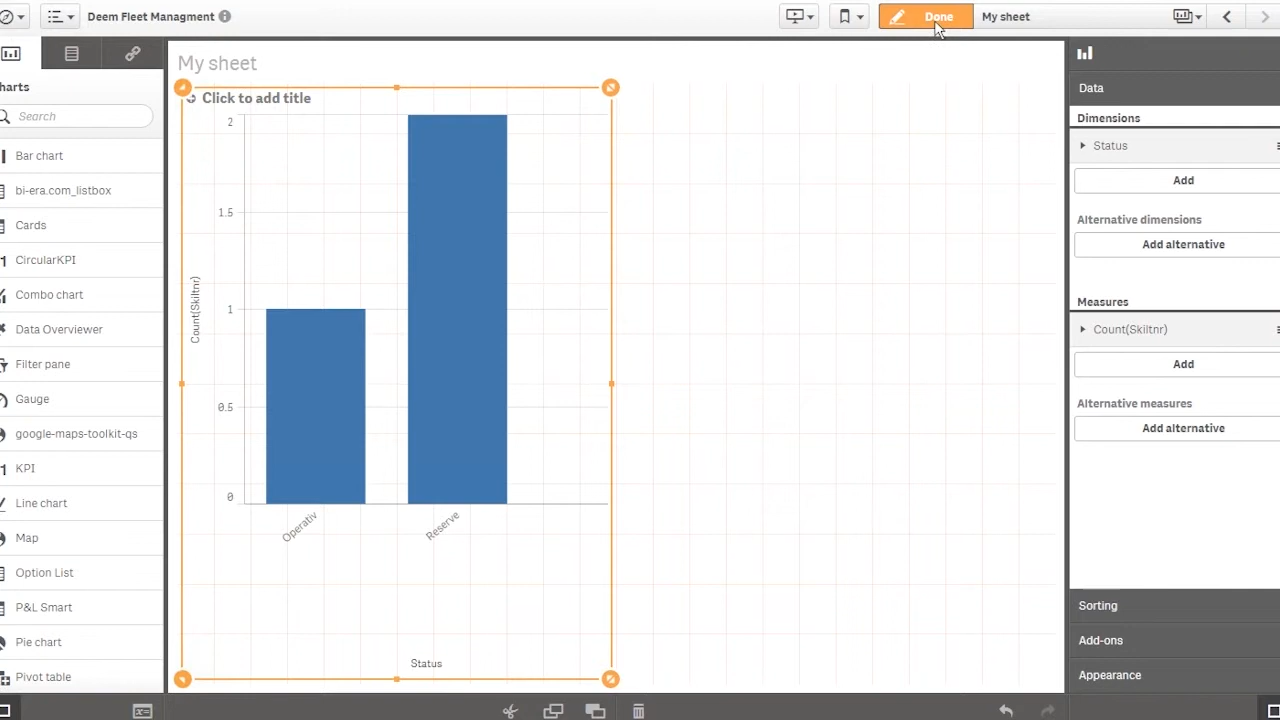 Deem Fleet Managment
Done
My sheet
harts
Search
Bar chart
bi-era.com_listbox
Cards
CircularKPI
Combo chart
Data Overviewer
Filter pane
Gauge
google-maps-toolkit-qs
KPI
Line chart
Map
Option List
P&L Smart
Pie chart
Pivot table
My sheet
Click to add title
2
1.5
1
0.5
0
Count(Skiltnr)
Operativ
Reserve
Status
Data
Dimensions
Status
Add
Alternative dimensions
Add alternative
Measures
Count(Skiltnr)
Add
Alternative measures
Add alternative
Sorting
Add-ons
Appearance